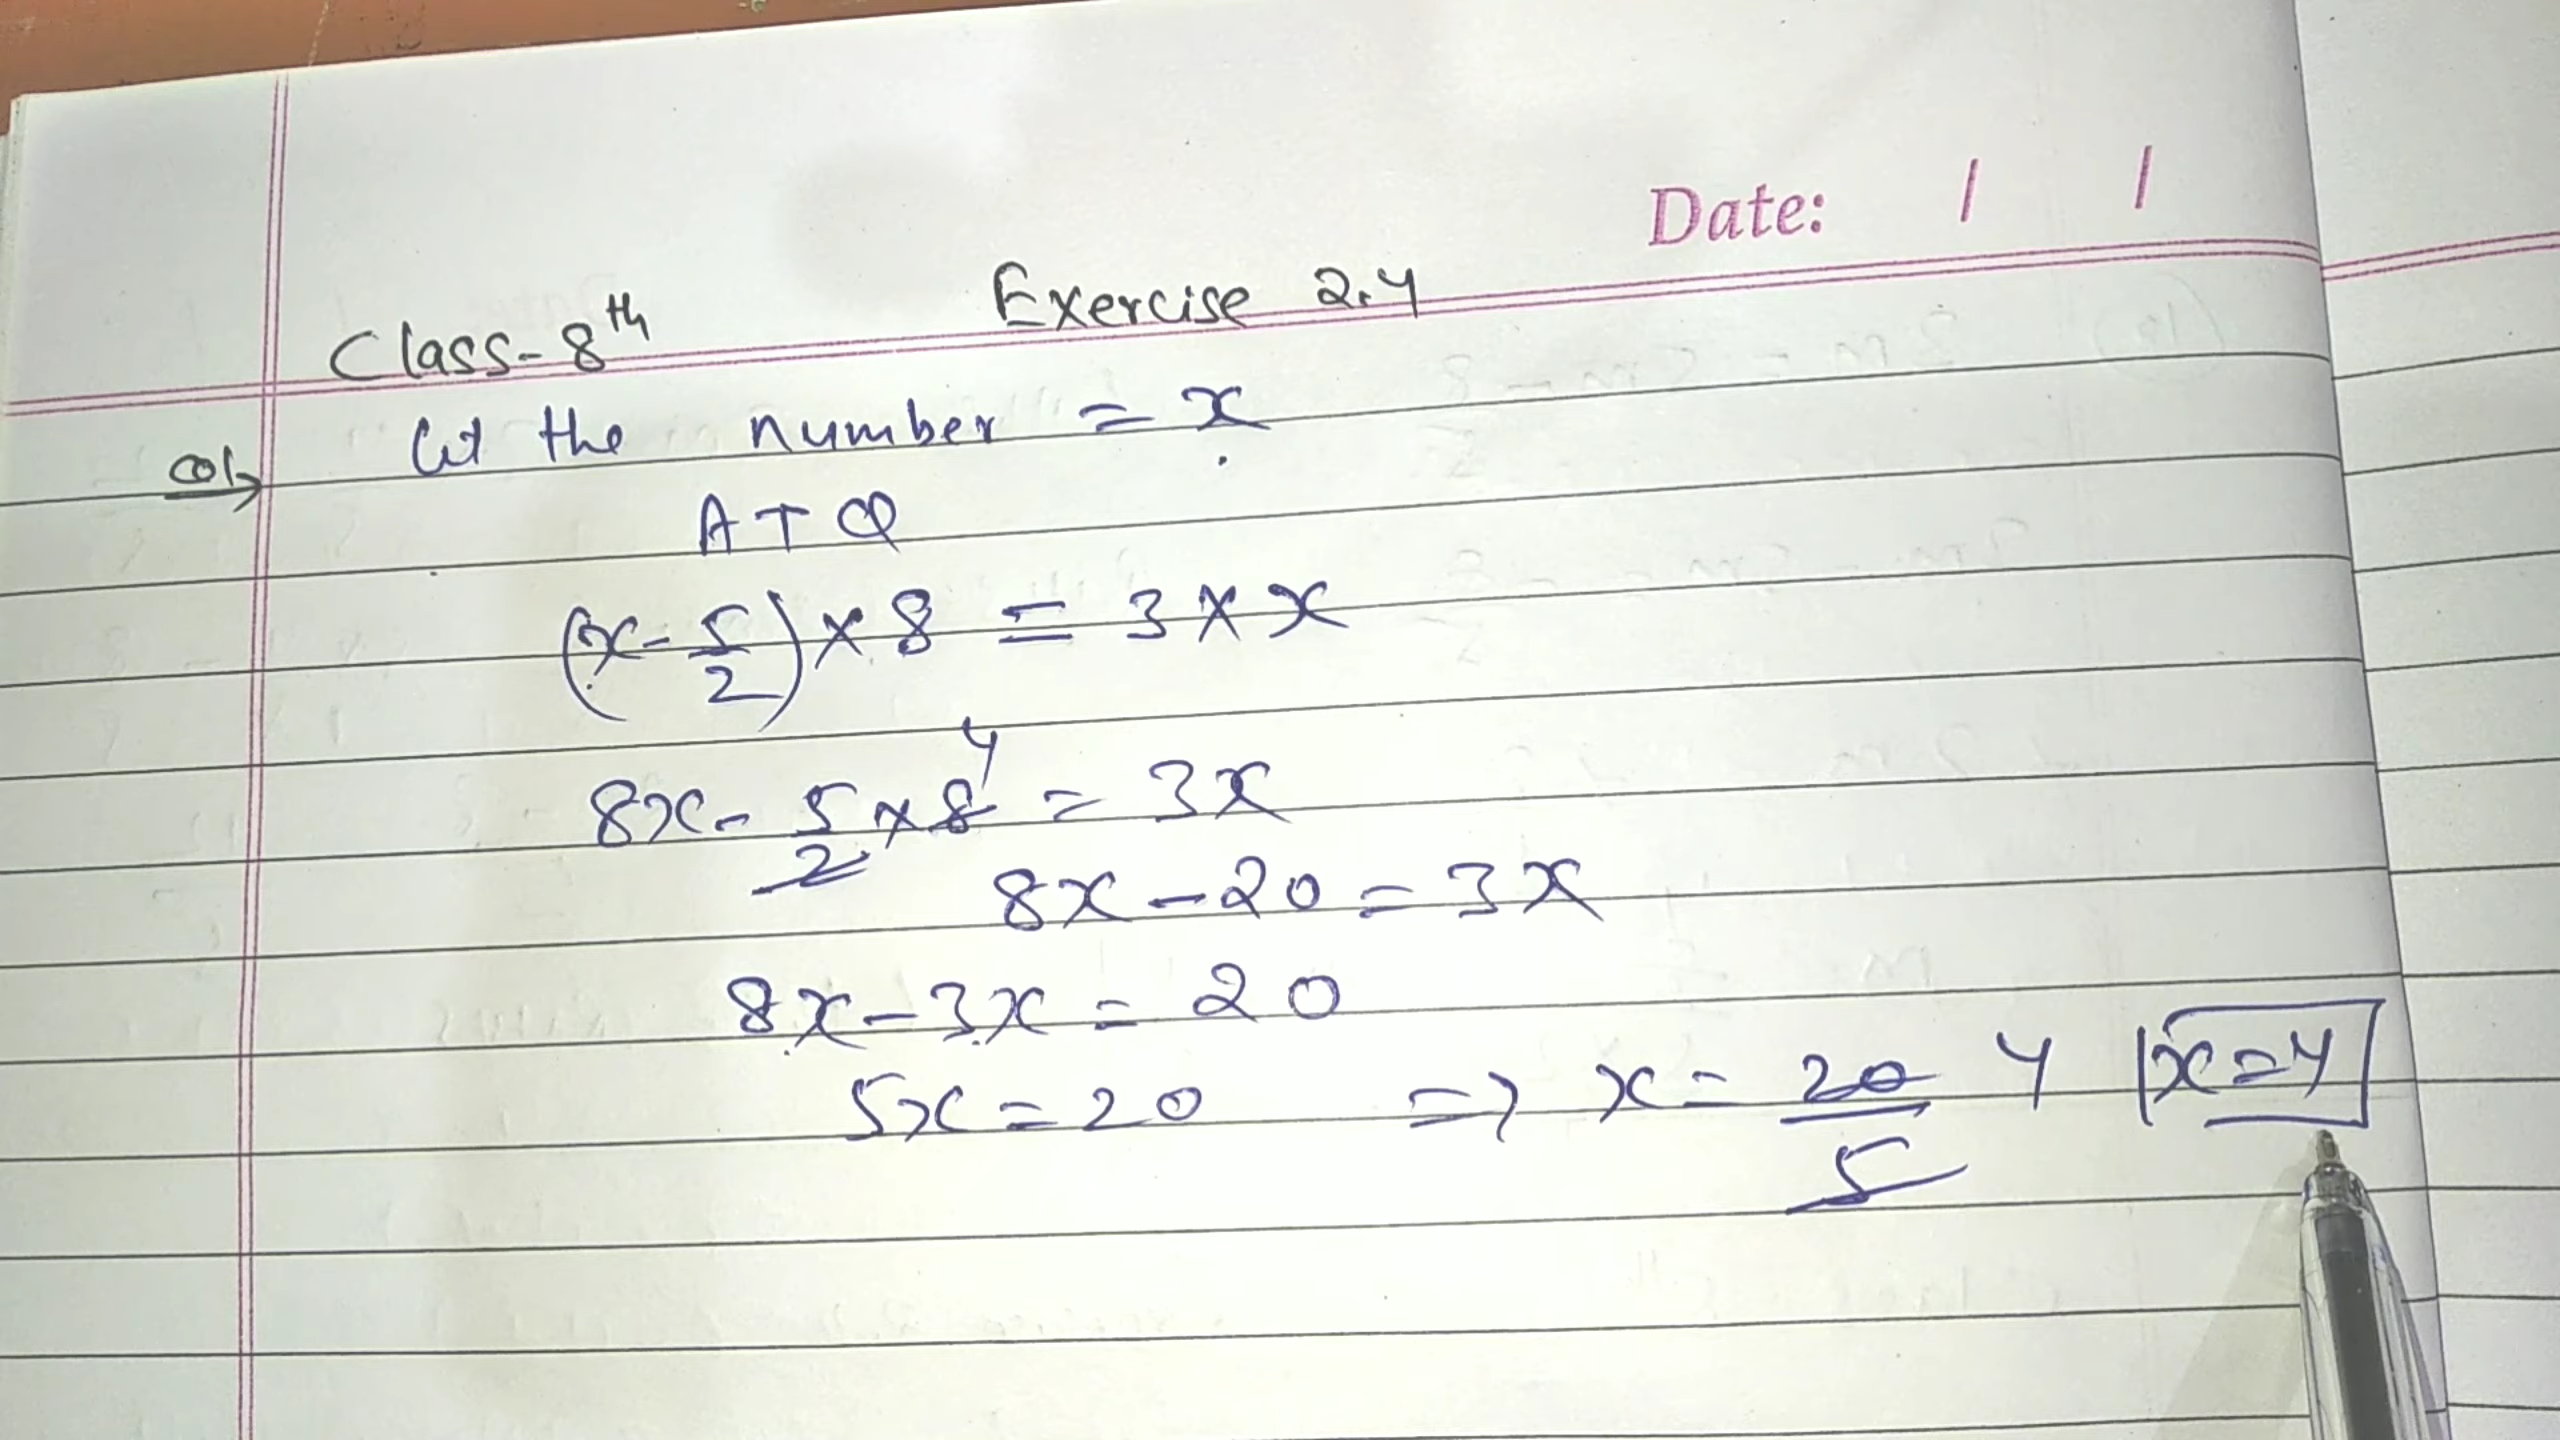 Date: / /
Class-8th Exercise 2.4
Q1→ Let the number = x
ATQ
(x - 5/2) × 8 = 3 × x
8x - 5/2 × 8 4 = 3x
8x - 20 = 3x
8x - 3x = 20
5x = 20 => x = 20/5 4 x = 4